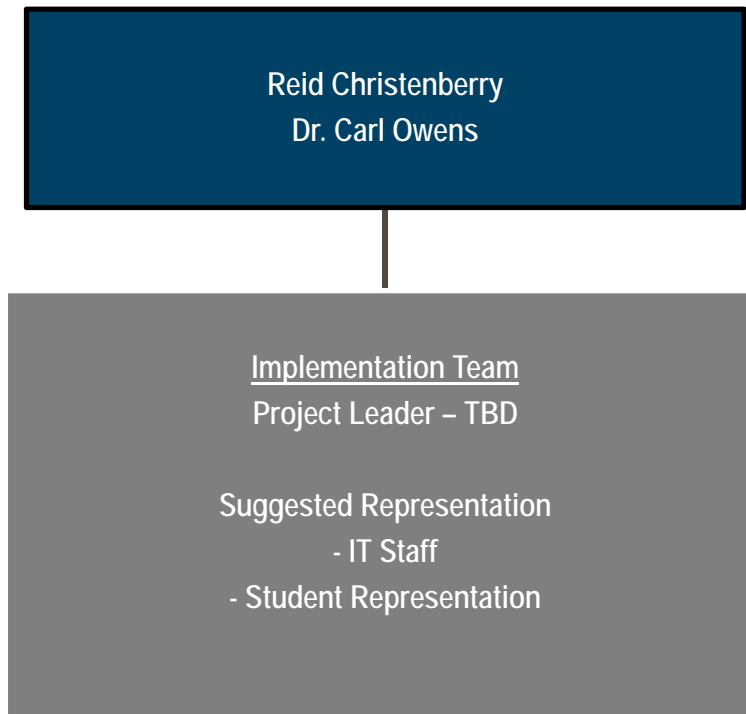 Reid Christenberry
Dr. Carl Owens
Implementation Team
Project Leader – TBD
Suggested Representation
- IT Staff
- Student Representation